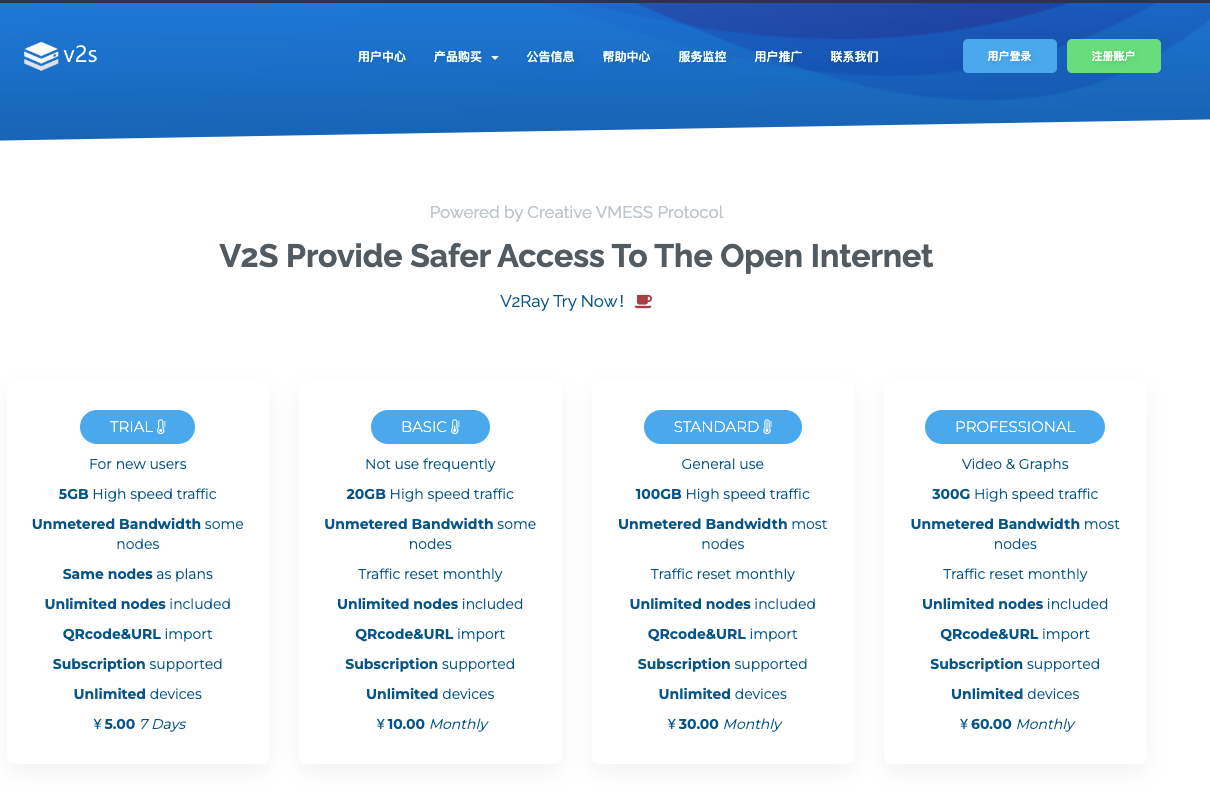 v2s
用户中心 产品购买 公告信息 帮助中心 服务监控 用户推广 联系我们 用户登录 注册账户
Powered by Creative VMESS Protocol
V2S Provide Safer Access To The Open Internet
V2Ray Try Now！
TRIAL
For new users
5GB High speed traffic
Unmetered Bandwidth some
nodes
Same nodes as plans
Unlimited nodes included
QRcode&URL import
Subscription supported
Unlimited devices
¥ 5.00 7 Days
BASIC
Not use frequently
20GB High speed traffic
Unmetered Bandwidth some
nodes
Traffic reset monthly
Unlimited nodes included
QRcode&URL import
Subscription supported
Unlimited devices
¥ 10.00 Monthly
STANDARD
General use
100GB High speed traffic
Unmetered Bandwidth most
nodes
Traffic reset monthly
Unlimited nodes included
QRcode&URL import
Subscription supported
Unlimited devices
¥ 30.00 Monthly
PROFESSIONAL
Video & Graphs
300G High speed traffic
Unmetered Bandwidth most
nodes
Traffic reset monthly
Unlimited nodes included
QRcode&URL import
Subscription supported
Unlimited devices
¥ 60.00 Monthly